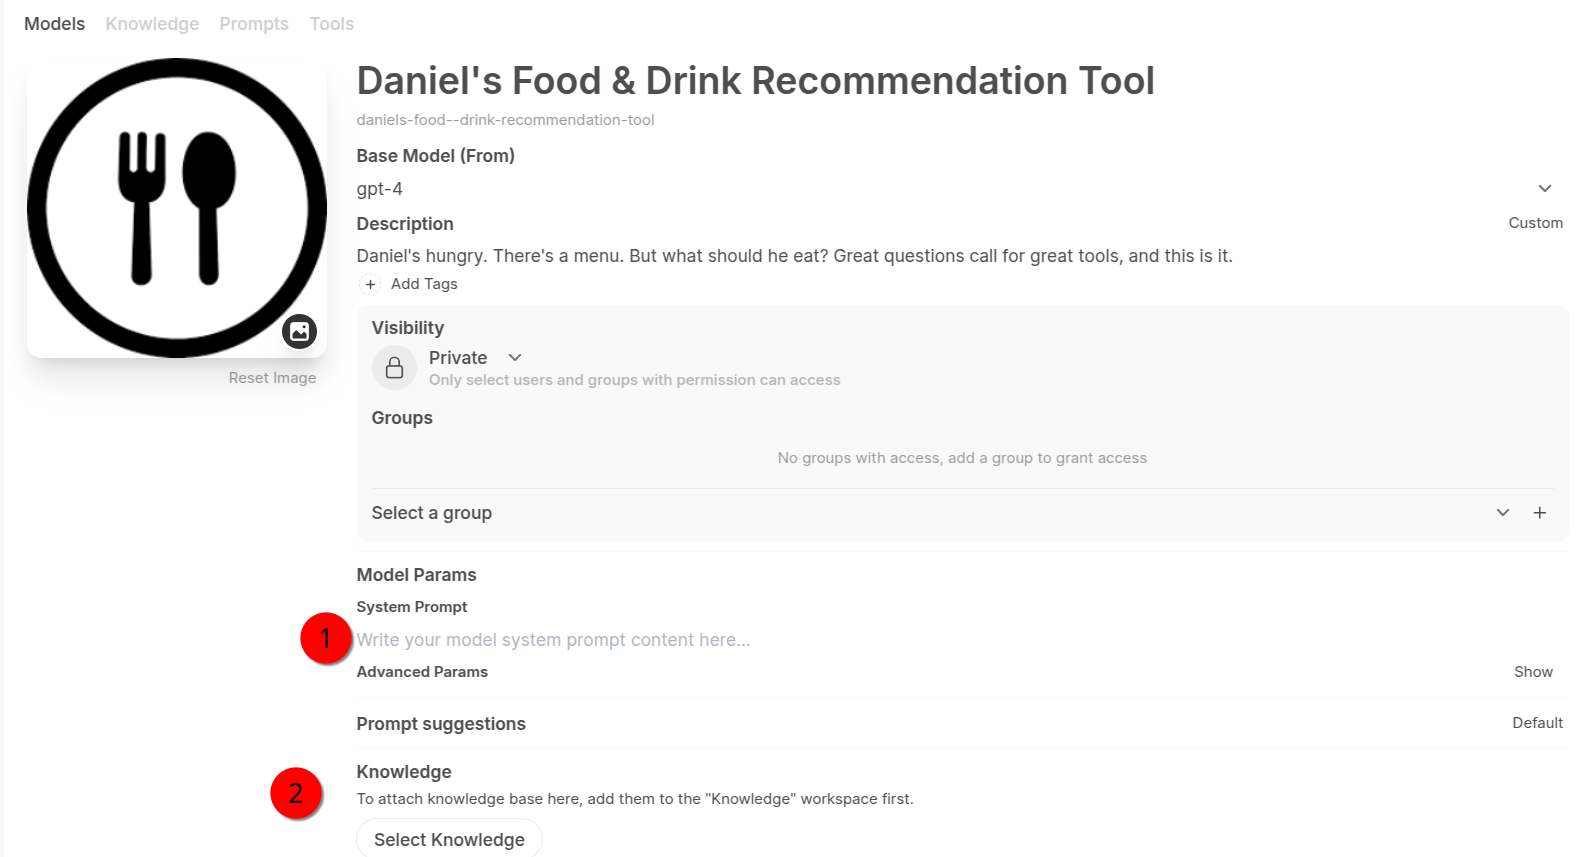 Models Knowledge Prompts Tools
Daniel's Food & Drink Recommendation Tool
daniels-food--drink-recommendation-tool
Base Model (From)
gpt-4
Description Custom
Daniel's hungry. There's a menu. But what should he eat? Great questions call for great tools, and this is it.
+ Add Tags
Reset Image
Visibility
Private
Only select users and groups with permission can access
Groups
No groups with access, add a group to grant access
Select a group +
Model Params
System Prompt
1 Write your model system prompt content here...
Advanced Params Show
Prompt suggestions Default
2 Knowledge
To attach knowledge base here, add them to the "Knowledge" workspace first.
Select Knowledge